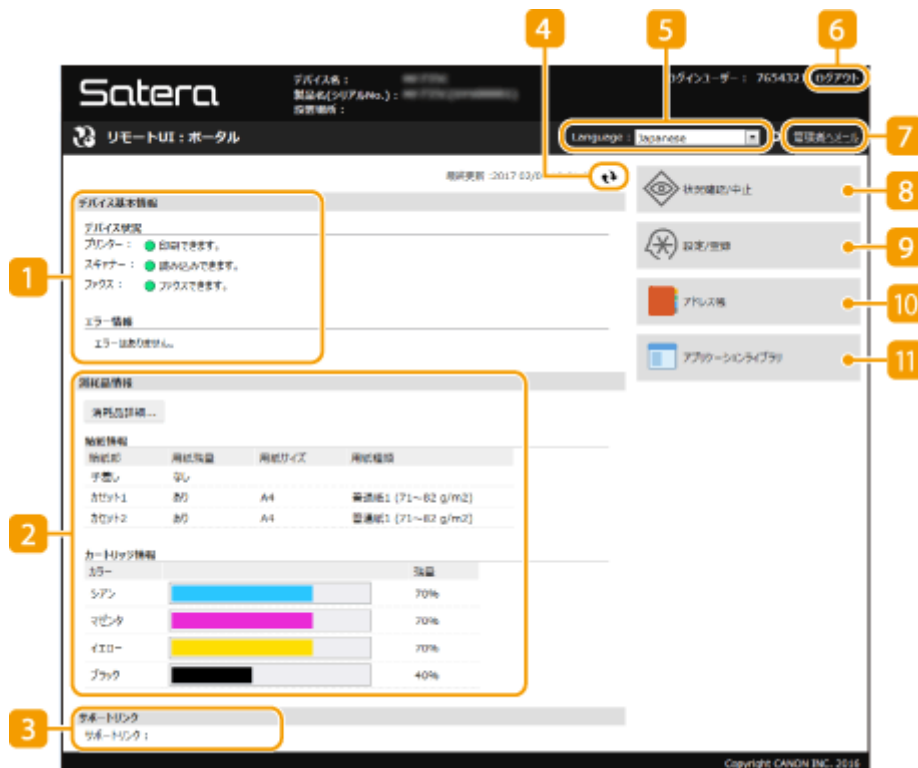 4
5
6
Satera
デバイス名：
製品名(シリアルNo.)：
設置場所：
ログインユーザー： 7654321 ログアウト
リモートUI：ポータル
Language： Japanese
管理者へメール
7
最終更新 :2017 02/0
デバイス基本情報
デバイス状況
プリンター： 印刷できます。
スキャナー： 読み込みできます。
ファクス： ファクスできます。
エラー情報
エラーはありません。
1
状況確認/中止
8
設定/登録
9
アドレス帳
10
アプリケーションライブラリ
11
消耗品情報
消耗品詳細...
給紙情報
給紙部 用紙残量 用紙サイズ 用紙種類
手差し なし
カセット1 あり A4 普通紙1 (71～82 g/m2)
カセット2 あり A4 普通紙1 (71～82 g/m2)
2
カートリッジ情報
カラー 残量
シアン 70%
マゼンタ 70%
イエロー 70%
ブラック 40%
3
サポートリンク
サポートリンク：
Copyright CANON INC. 2016